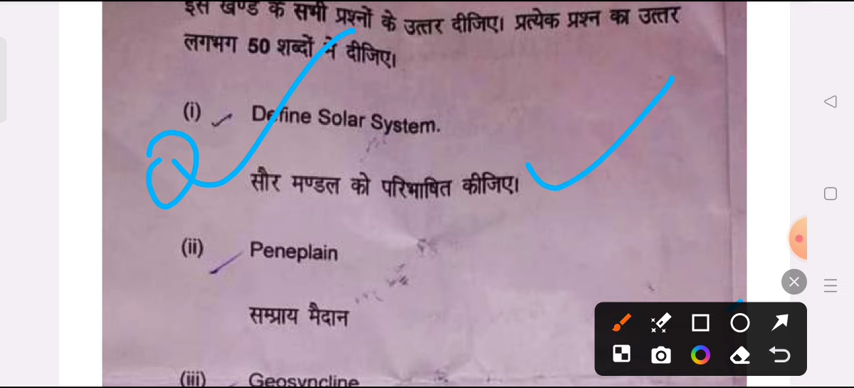 इस खण्ड के सभी प्रश्नों के उत्तर दीजिए। प्रत्येक प्रश्न का उत्तर
लगभग 50 शब्दों में दीजिए।
(i) Define Solar System.
सौर मण्डल को परिभाषित कीजिए।
(ii) Peneplain
सम्प्राय मैदान
(iii) Geosyncline